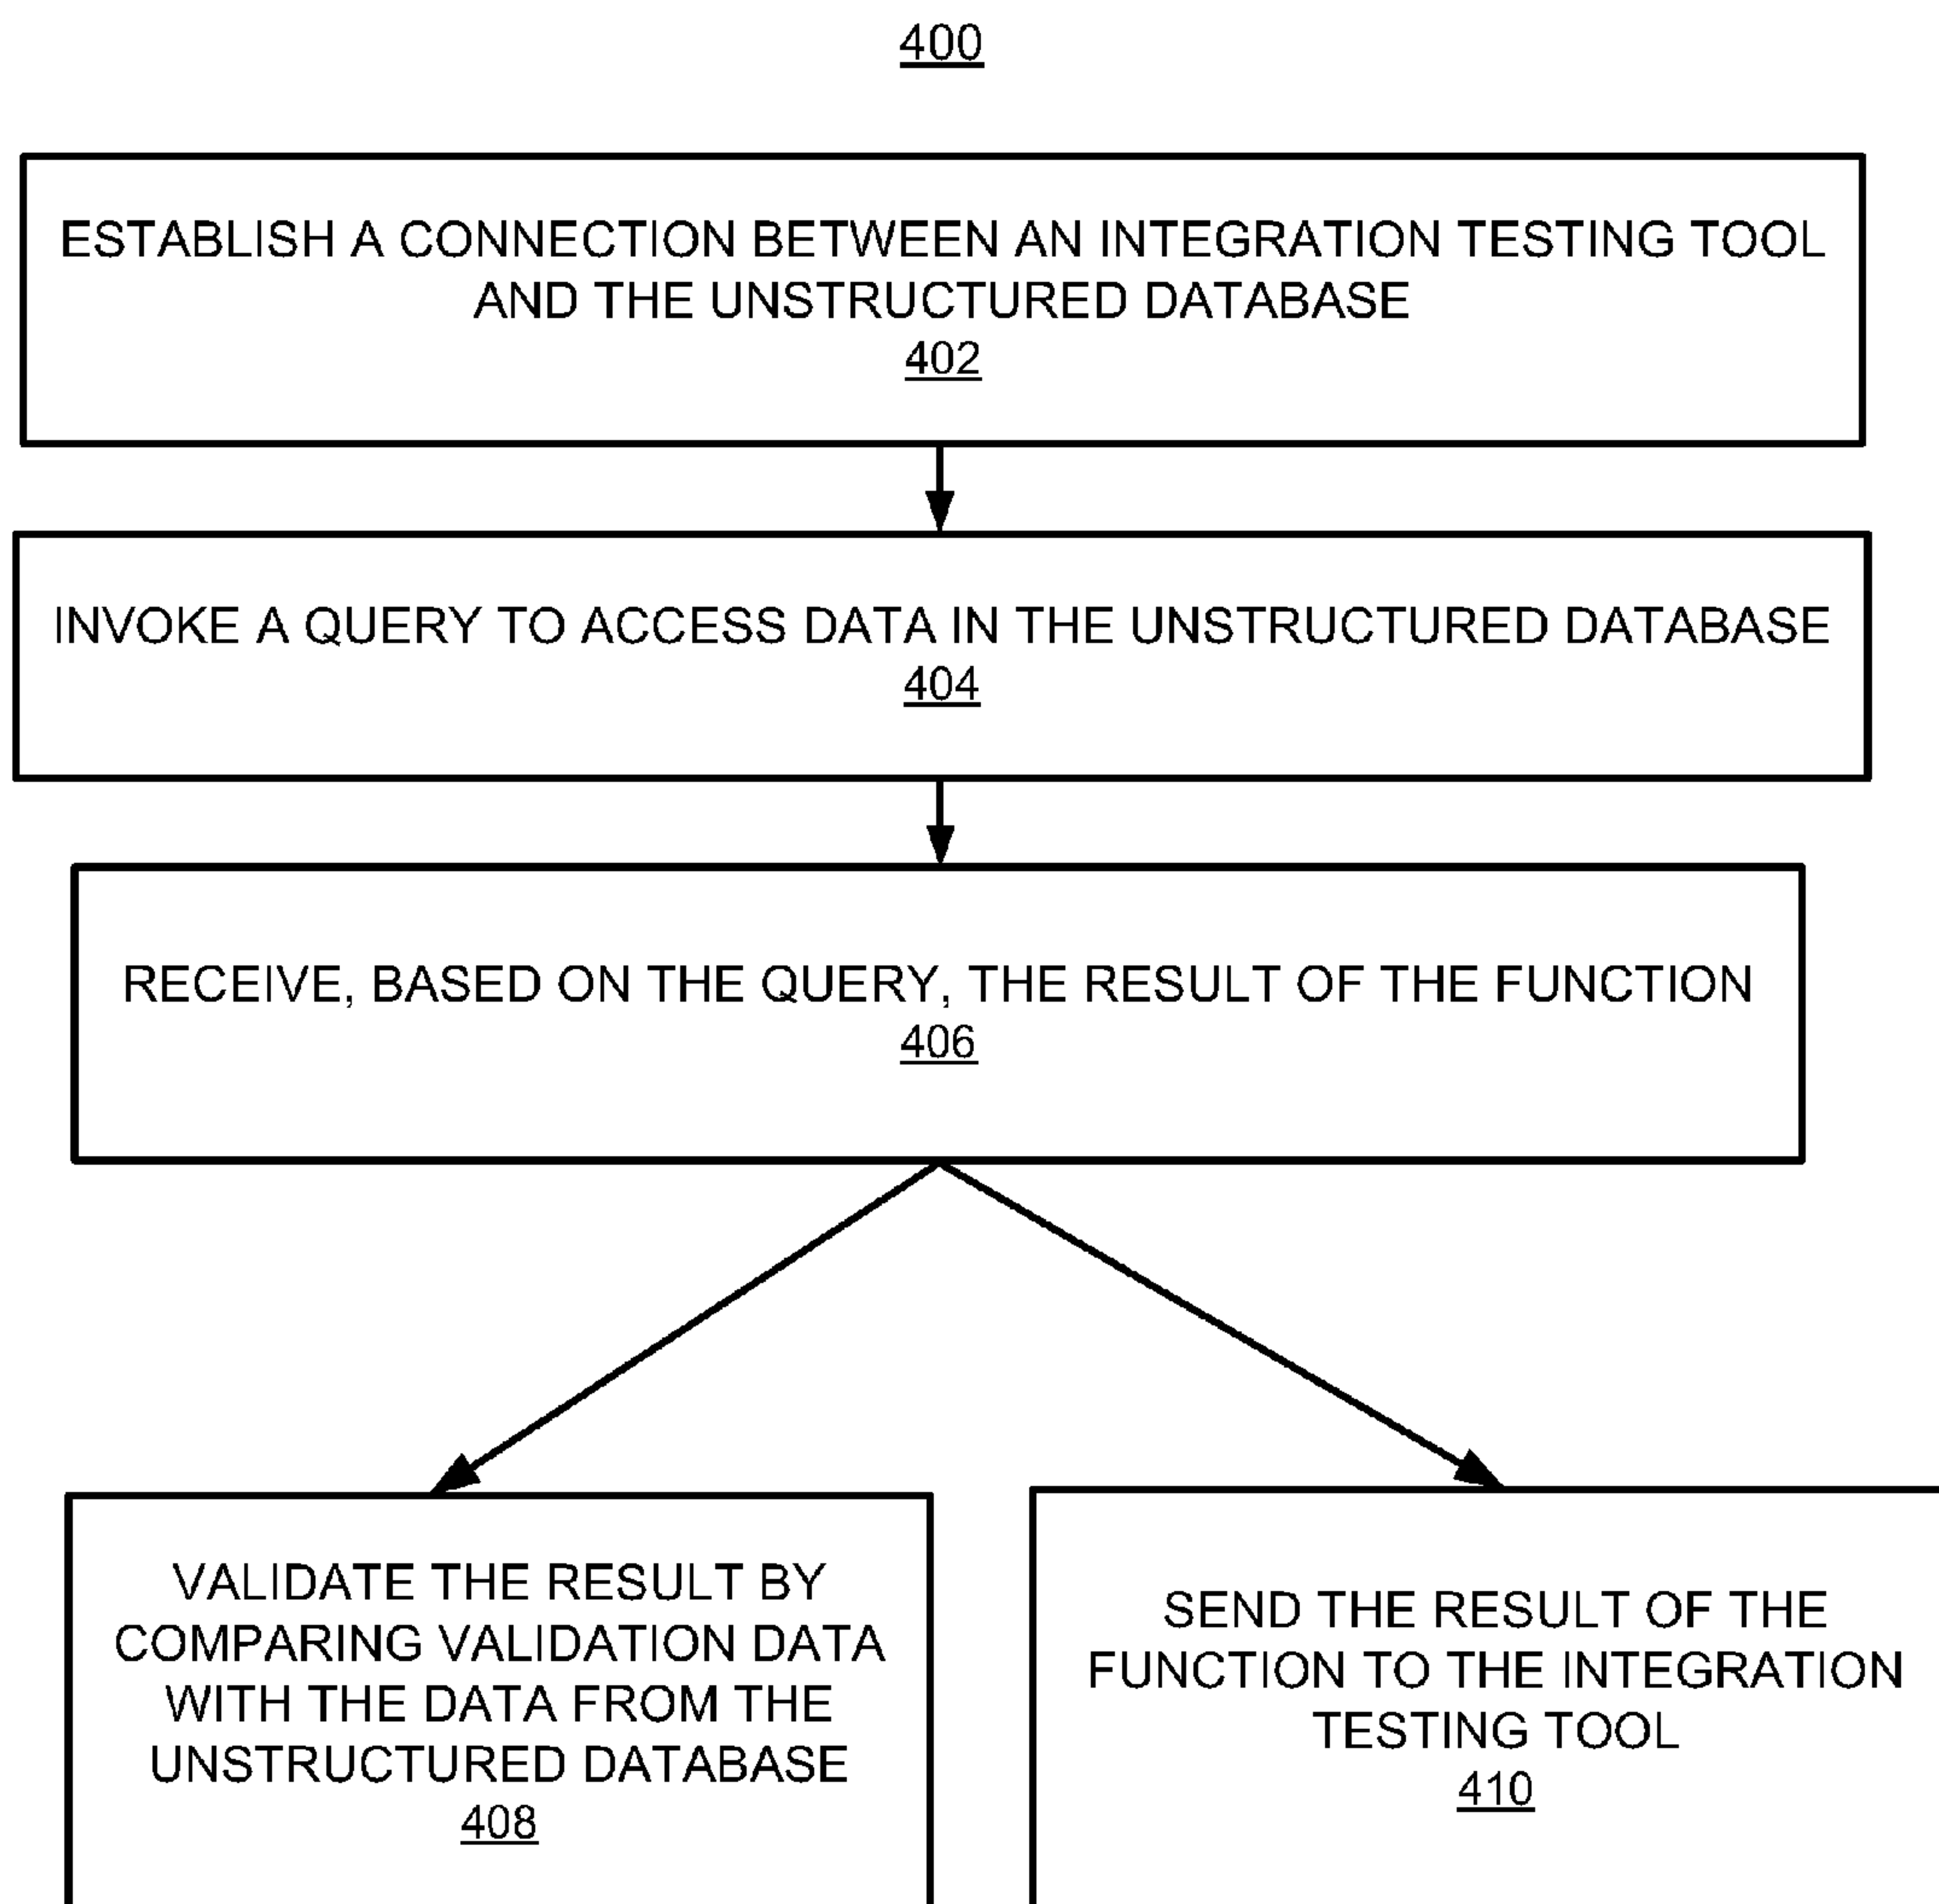 400
ESTABLISH A CONNECTION BETWEEN AN INTEGRATION TESTING TOOL
AND THE UNSTRUCTURED DATABASE
402
INVOKE A QUERY TO ACCESS DATA IN THE UNSTRUCTURED DATABASE
404
RECEIVE, BASED ON THE QUERY, THE RESULT OF THE FUNCTION
406
VALIDATE THE RESULT BY
COMPARING VALIDATION DATA
WITH THE DATA FROM THE
UNSTRUCTURED DATABASE
408
SEND THE RESULT OF THE
FUNCTION TO THE INTEGRATION
TESTING TOOL
410